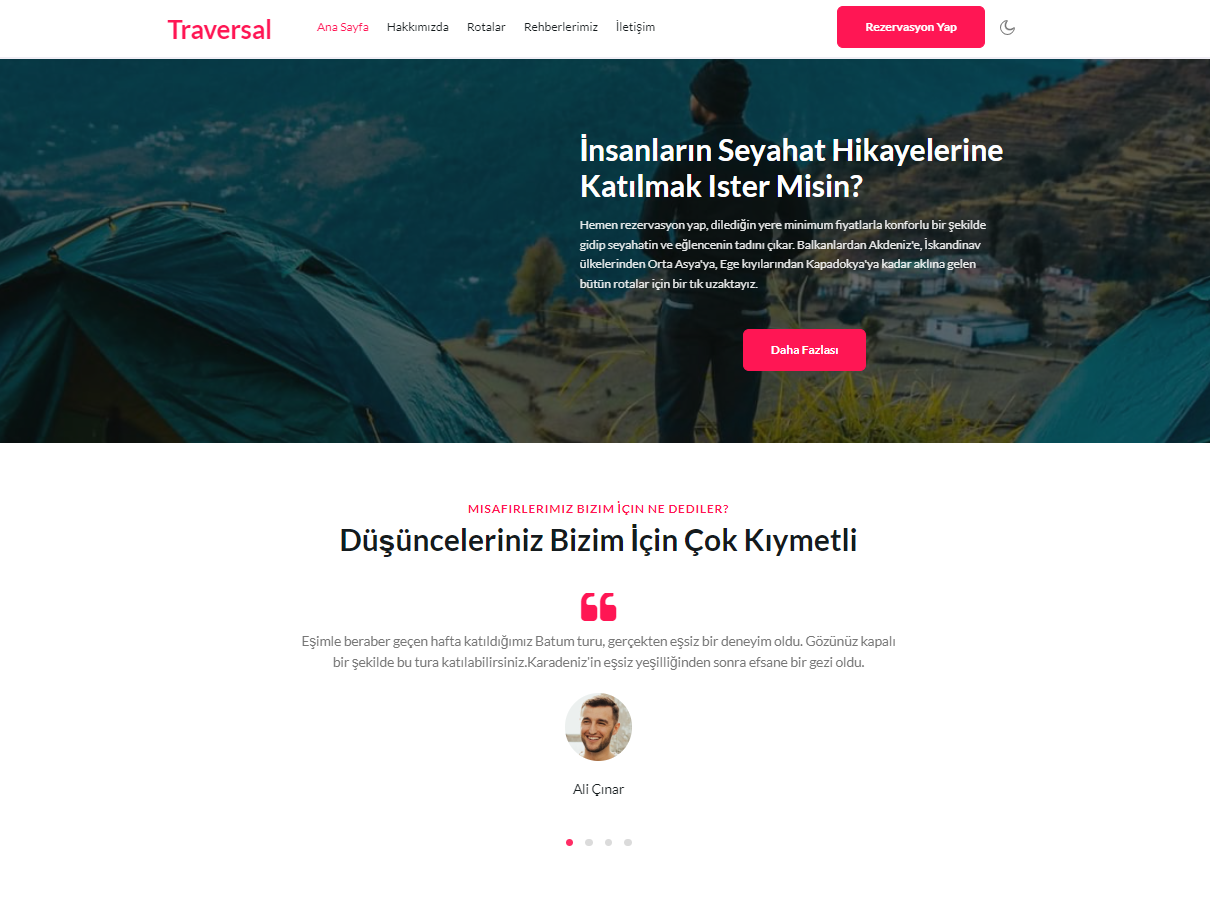 Traversal
Ana Sayfa Hakkımızda Rotalar Rehberlerimiz İletişim
Rezervasyon Yap
İnsanların Seyahat Hikayelerine
Katılmak Ister Misin?
Hemen rezervasyon yap, dilediğin yere minimum fiyatlarla konforlu bir şekilde
gidip seyahatin ve eğlencenin tadını çıkar. Balkanlardan Akdeniz'e, İskandinav
ülkelerinden Orta Asya'ya, Ege kıyılarından Kapadokya'ya kadar aklına gelen
bütün rotalar için bir tık uzaktayız.
Daha Fazlası
MISAFIRLERIMIZ BIZIM İÇIN NE DEDILER?
Düşünceleriniz Bizim İçin Çok Kıymetli
Eşimle beraber geçen hafta katıldığımız Batum turu, gerçekten eşsiz bir deneyim oldu. Gözünüz kapalı
bir şekilde bu tura katılabilirsiniz.Karadeniz'in eşsiz yeşilliğinden sonra efsane bir gezi oldu.
Ali Çınar